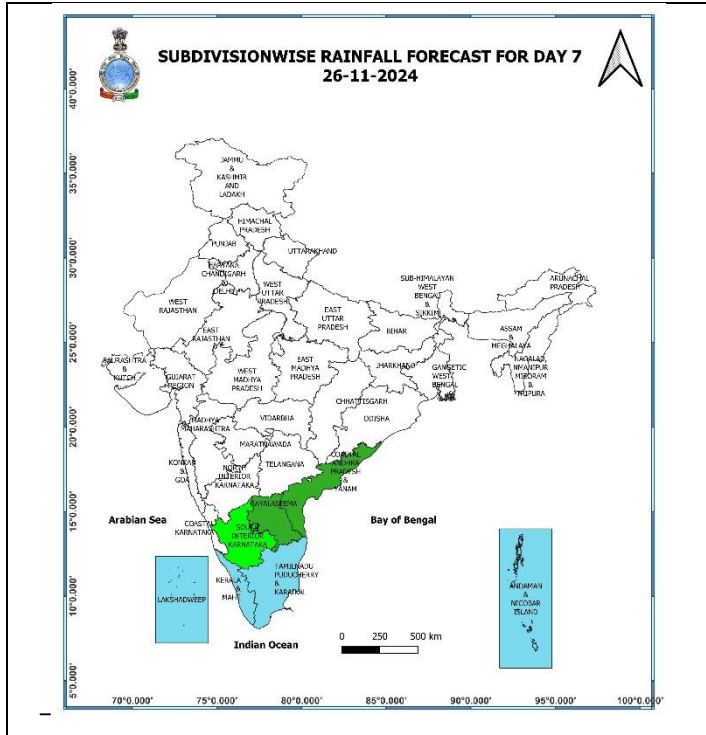 SUBDIVISIONWISE RAINFALL FORECAST FOR DAY 7
26-11-2024
40°0.000'
35°0.000'
30°0.000'
25°0.000'
20°0.000'
15°0.000'
10°0.000'
5°0.000'
JAMMU
&
KASHMIR
AND
LADAKH
HIMACHAL
PRADESH
PUNJAB
UTTARAKHAND
HARYANA
CHANDIGARH
&
DELHI
WEST
UTTAR
PRADESH
WEST
RAJASTHAN
EAST
RAJASTHAN
EAST
UTTAR
PRADESH
SUB-HIMALAYAN
WEST
BENGAL
&
SIKKIM
ARUNACHAL
PRADESH
ASSAM
&
MEGHALAYA
BIHAR
SAURASHTRA
&
KUTCH
GUJARAT
REGION
WEST
MADHYA
PRADESH
EAST
MADHYA
PRADESH
JHARKHAND
GANGETIC
WEST
BENGAL
CHHATTISGARH
ODISHA
MADHYA
MAHARASHTRA
VIDARBHA
MARATHAWADA
KONKAN
&
GOA
NORTH
INTERIOR
KARNATAKA
TELANGANA
COASTAL
ANDHRA
PRADESH
&
RAYALASEEMA
Arabian Sea
COASTAL
KARNATAKA
SOUTH
INTERIOR
KARNATAKA
Bay of Bengal
LAKSHADWEEP
KERALA
&
MAHE
TAMILNADU
PUDUCHERRY
&
KARAIKAL
ANDAMAN
&
NICOBAR
ISLAND
Indian Ocean
0 250 500 km
70°0.000' 75°0.000' 80°0.000' 85°0.000' 90°0.000' 95°0.000' 100°0.000'